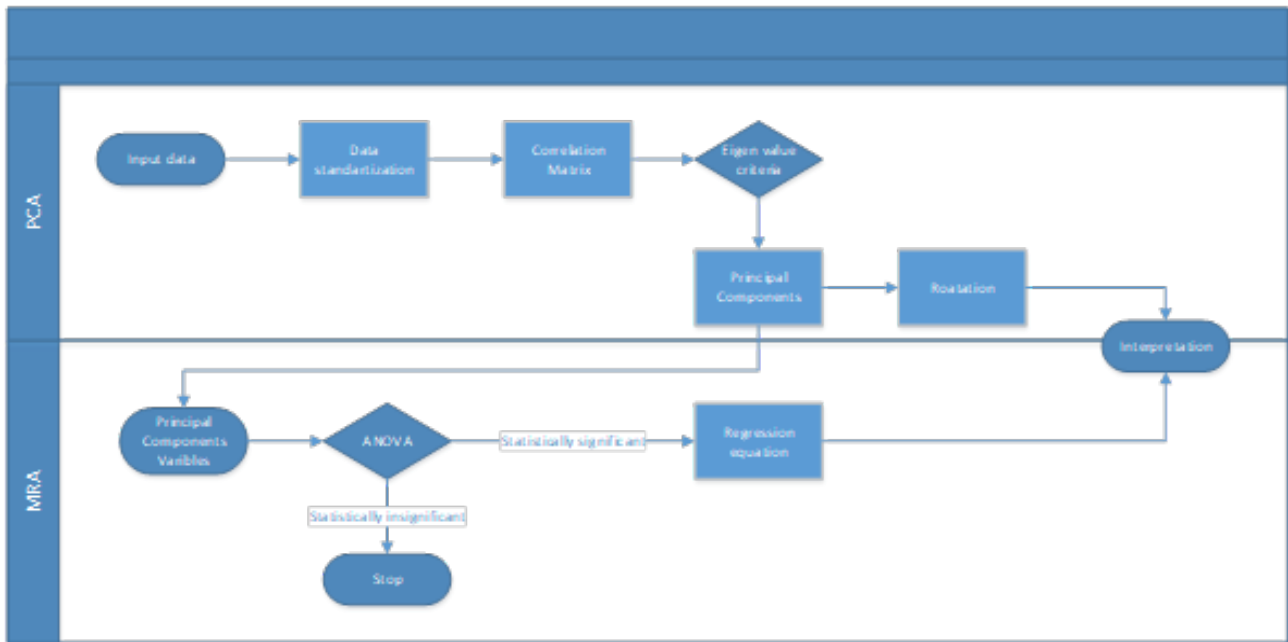 PCA
Input data
Data
standartization
Correlation
Matrix
Eigen value
criteria
Principal
Components
Roatation
Interpretation
MRA
Principal
Components
Varibles
ANOVA
Statistically significant
Regression
equation
Statistically insignificant
Stop